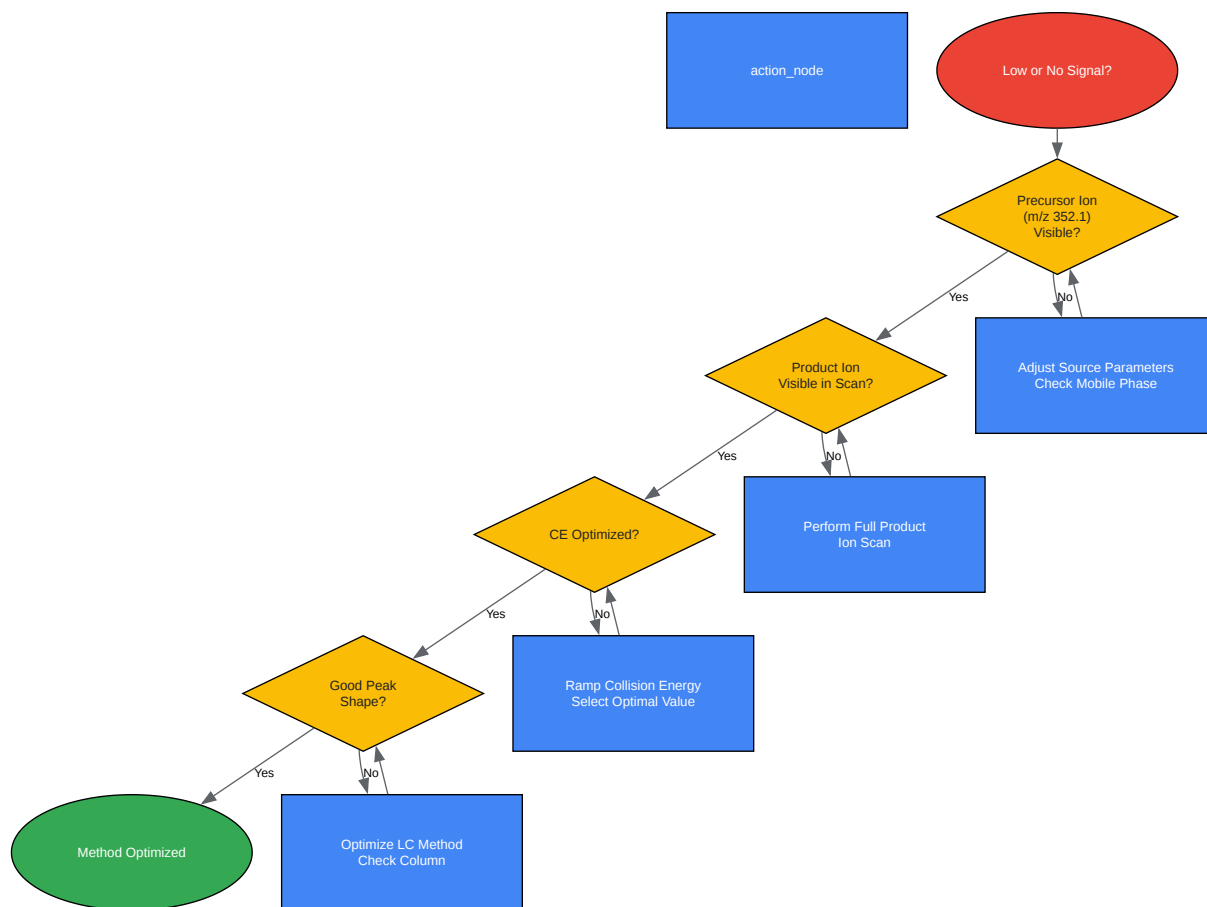 action_node
Low or No Signal?
Precursor Ion
(m/z 352.1)
Visible?
Yes
No
Product Ion
Visible in Scan?
Adjust Source Parameters
Check Mobile Phase
Yes
No
CE Optimized?
Perform Full Product
Ion Scan
Yes
No
Good Peak
Shape?
Ramp Collision Energy
Select Optimal Value
Yes
No
Method Optimized
Optimize LC Method
Check Column